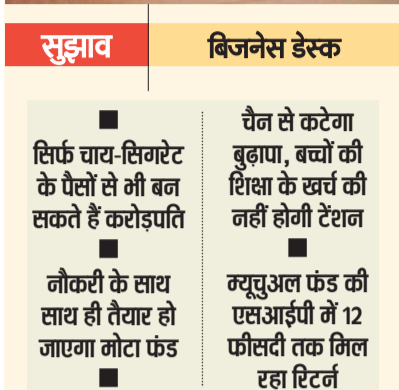 सुझाव
बिजनेस डेस्क
सिर्फ चाय-सिगरेट
के पैसों से भी बन
सकते हैं करोड़पति
नौकरी के साथ
साथ ही तैयार हो
जाएगा मोटा फंड
चैन से कटेगा
बुढ़ापा, बच्चों की
शिक्षा के खर्च की
नहीं होगी टेंशन
म्यूचुअल फंड की
एसआईपी में 12
फीसदी तक मिल
रहा रिटर्न